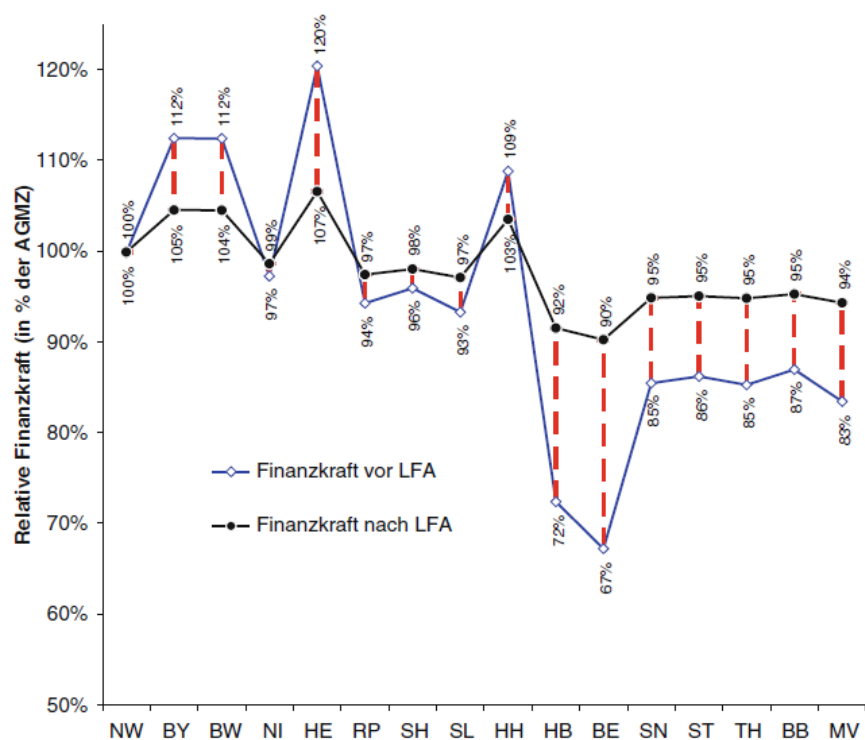 Relative Finanzkraft (in % der AGMZ)
120%
110%
100%
90%
80%
70%
60%
50%
100% 112% 112% 99% 120% 97% 98% 97% 109% 92% 90% 95% 95% 95% 95% 94%
100% 105% 104% 97% 107% 94% 96% 93% 103% 72% 67% 85% 86% 85% 87% 83%
Finanzkraft vor LFA
Finanzkraft nach LFA
NW BY BW NI HE RP SH SL HH HB BE SN ST TH BB MV